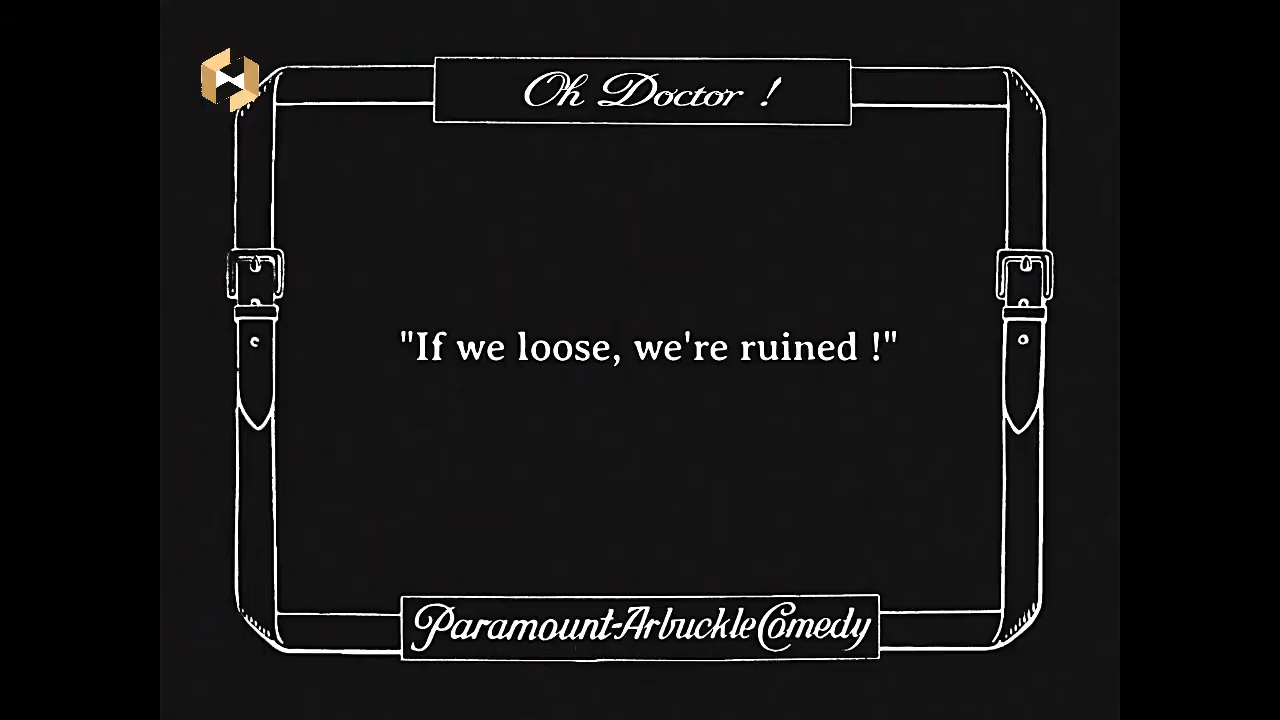 Oh Doctor !
"If we loose, we're ruined !"
Paramount-Arbuckle Comedy